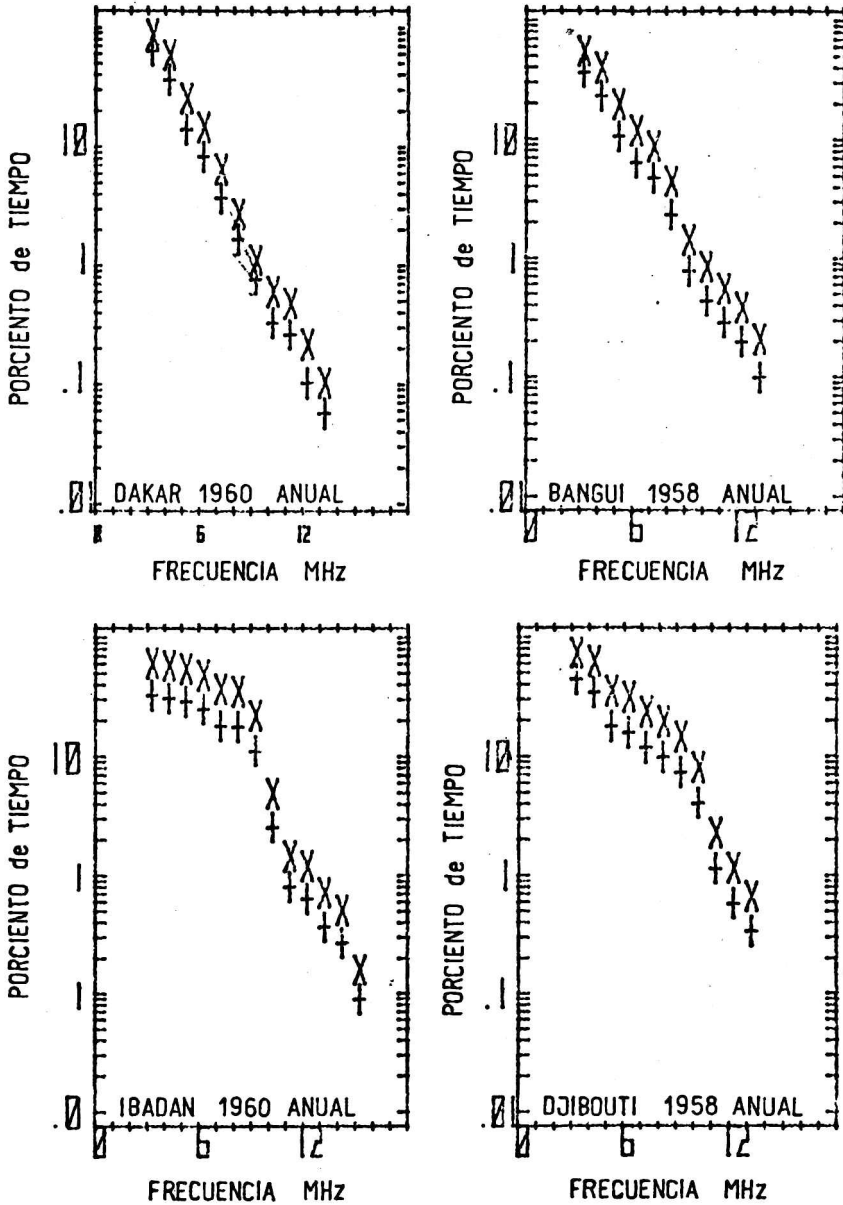 PORCIENTO de TIEMPO
10
1
.1
.01
DAKAR 1960 ANUAL
6
12
FRECUENCIA MHz
PORCIENTO de TIEMPO
10
1
.1
.01
BANGUI 1958 ANUAL
0
6
12
FRECUENCIA MHz
PORCIENTO de TIEMPO
10
1
1
.0
IBADAN 1960 ANUAL
0
6
12
FRECUENCIA MHz
PORCIENTO de TIEMPO
10
1
.1
.01
DJIBOUTI 1958 ANUAL
0
6
12
FRECUENCIA MHz